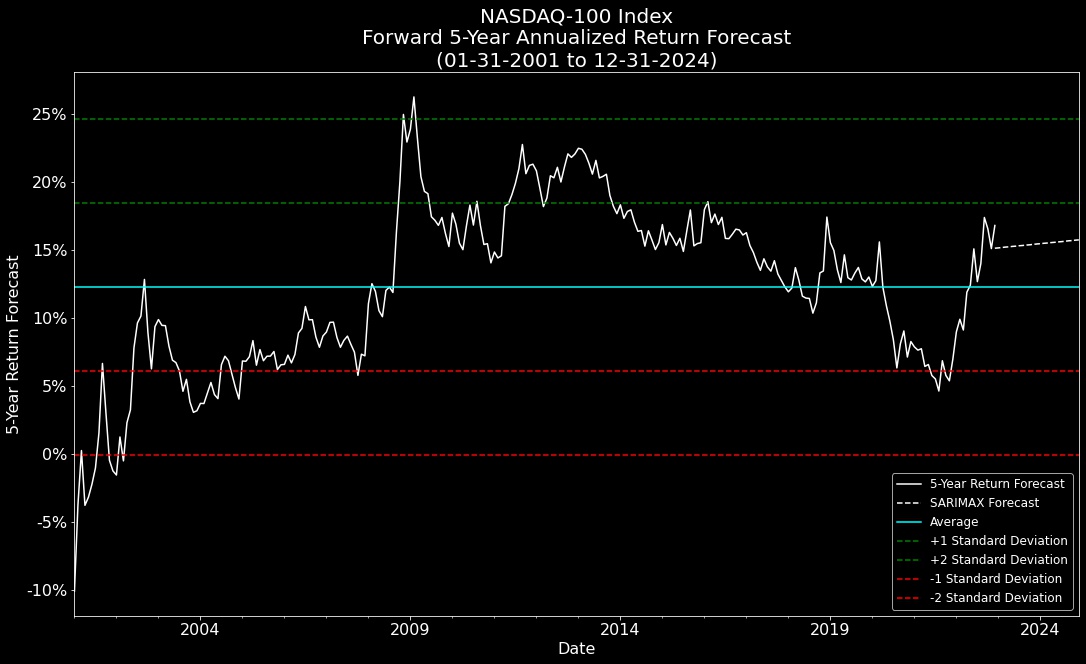 NASDAQ-100 Index
Forward 5-Year Annualized Return Forecast
(01-31-2001 to 12-31-2024)
5-Year Return Forecast
25%
20%
15%
10%
5%
0%
-5%
-10%
5-Year Return Forecast
SARIMAX Forecast
Average
+1 Standard Deviation
+2 Standard Deviation
-1 Standard Deviation
-2 Standard Deviation
2004
2009
2014
2019
2024
Date